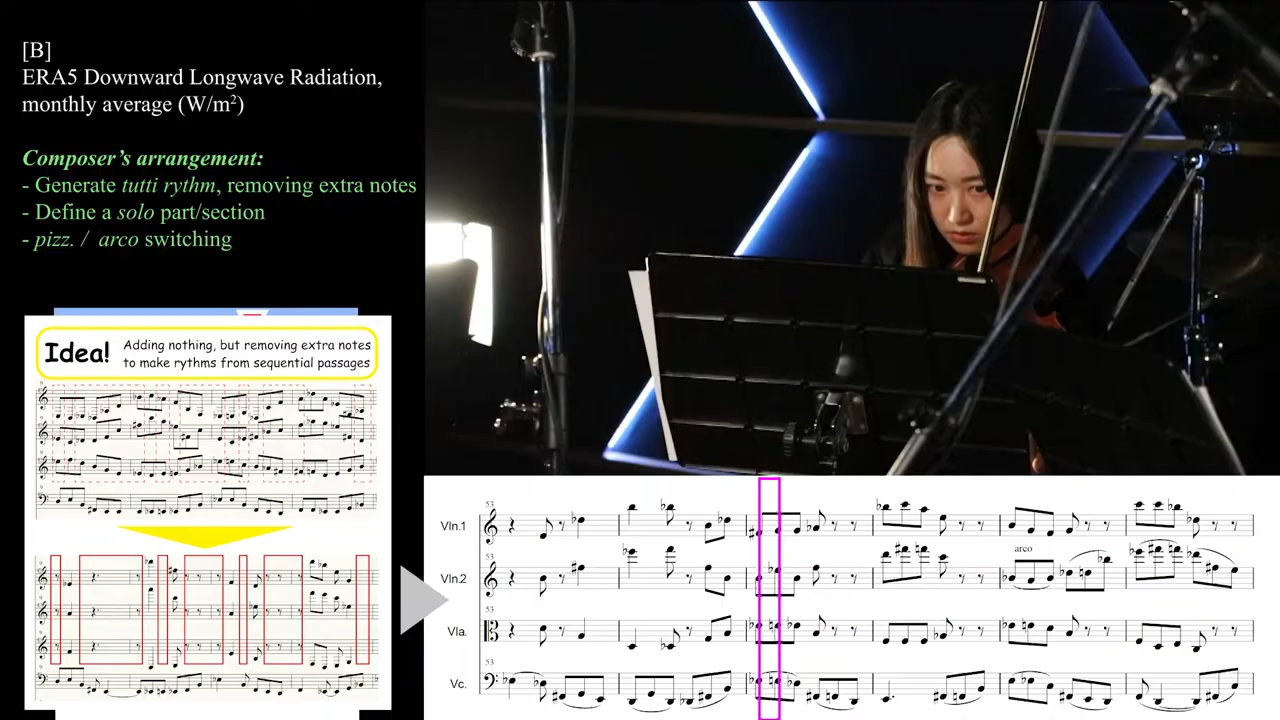 [B]
ERA5 Downward Longwave Radiation,
monthly average (W/m²)
Composer's arrangement:
- Generate tutti rythm, removing extra notes
- Define a solo part/section
- pizz. / arco switching
Idea!
Adding nothing, but removing extra notes
to make rythms from sequential passages
53
Vln.1
53
Vln.2
arco
53
Vla.
53
Vc.